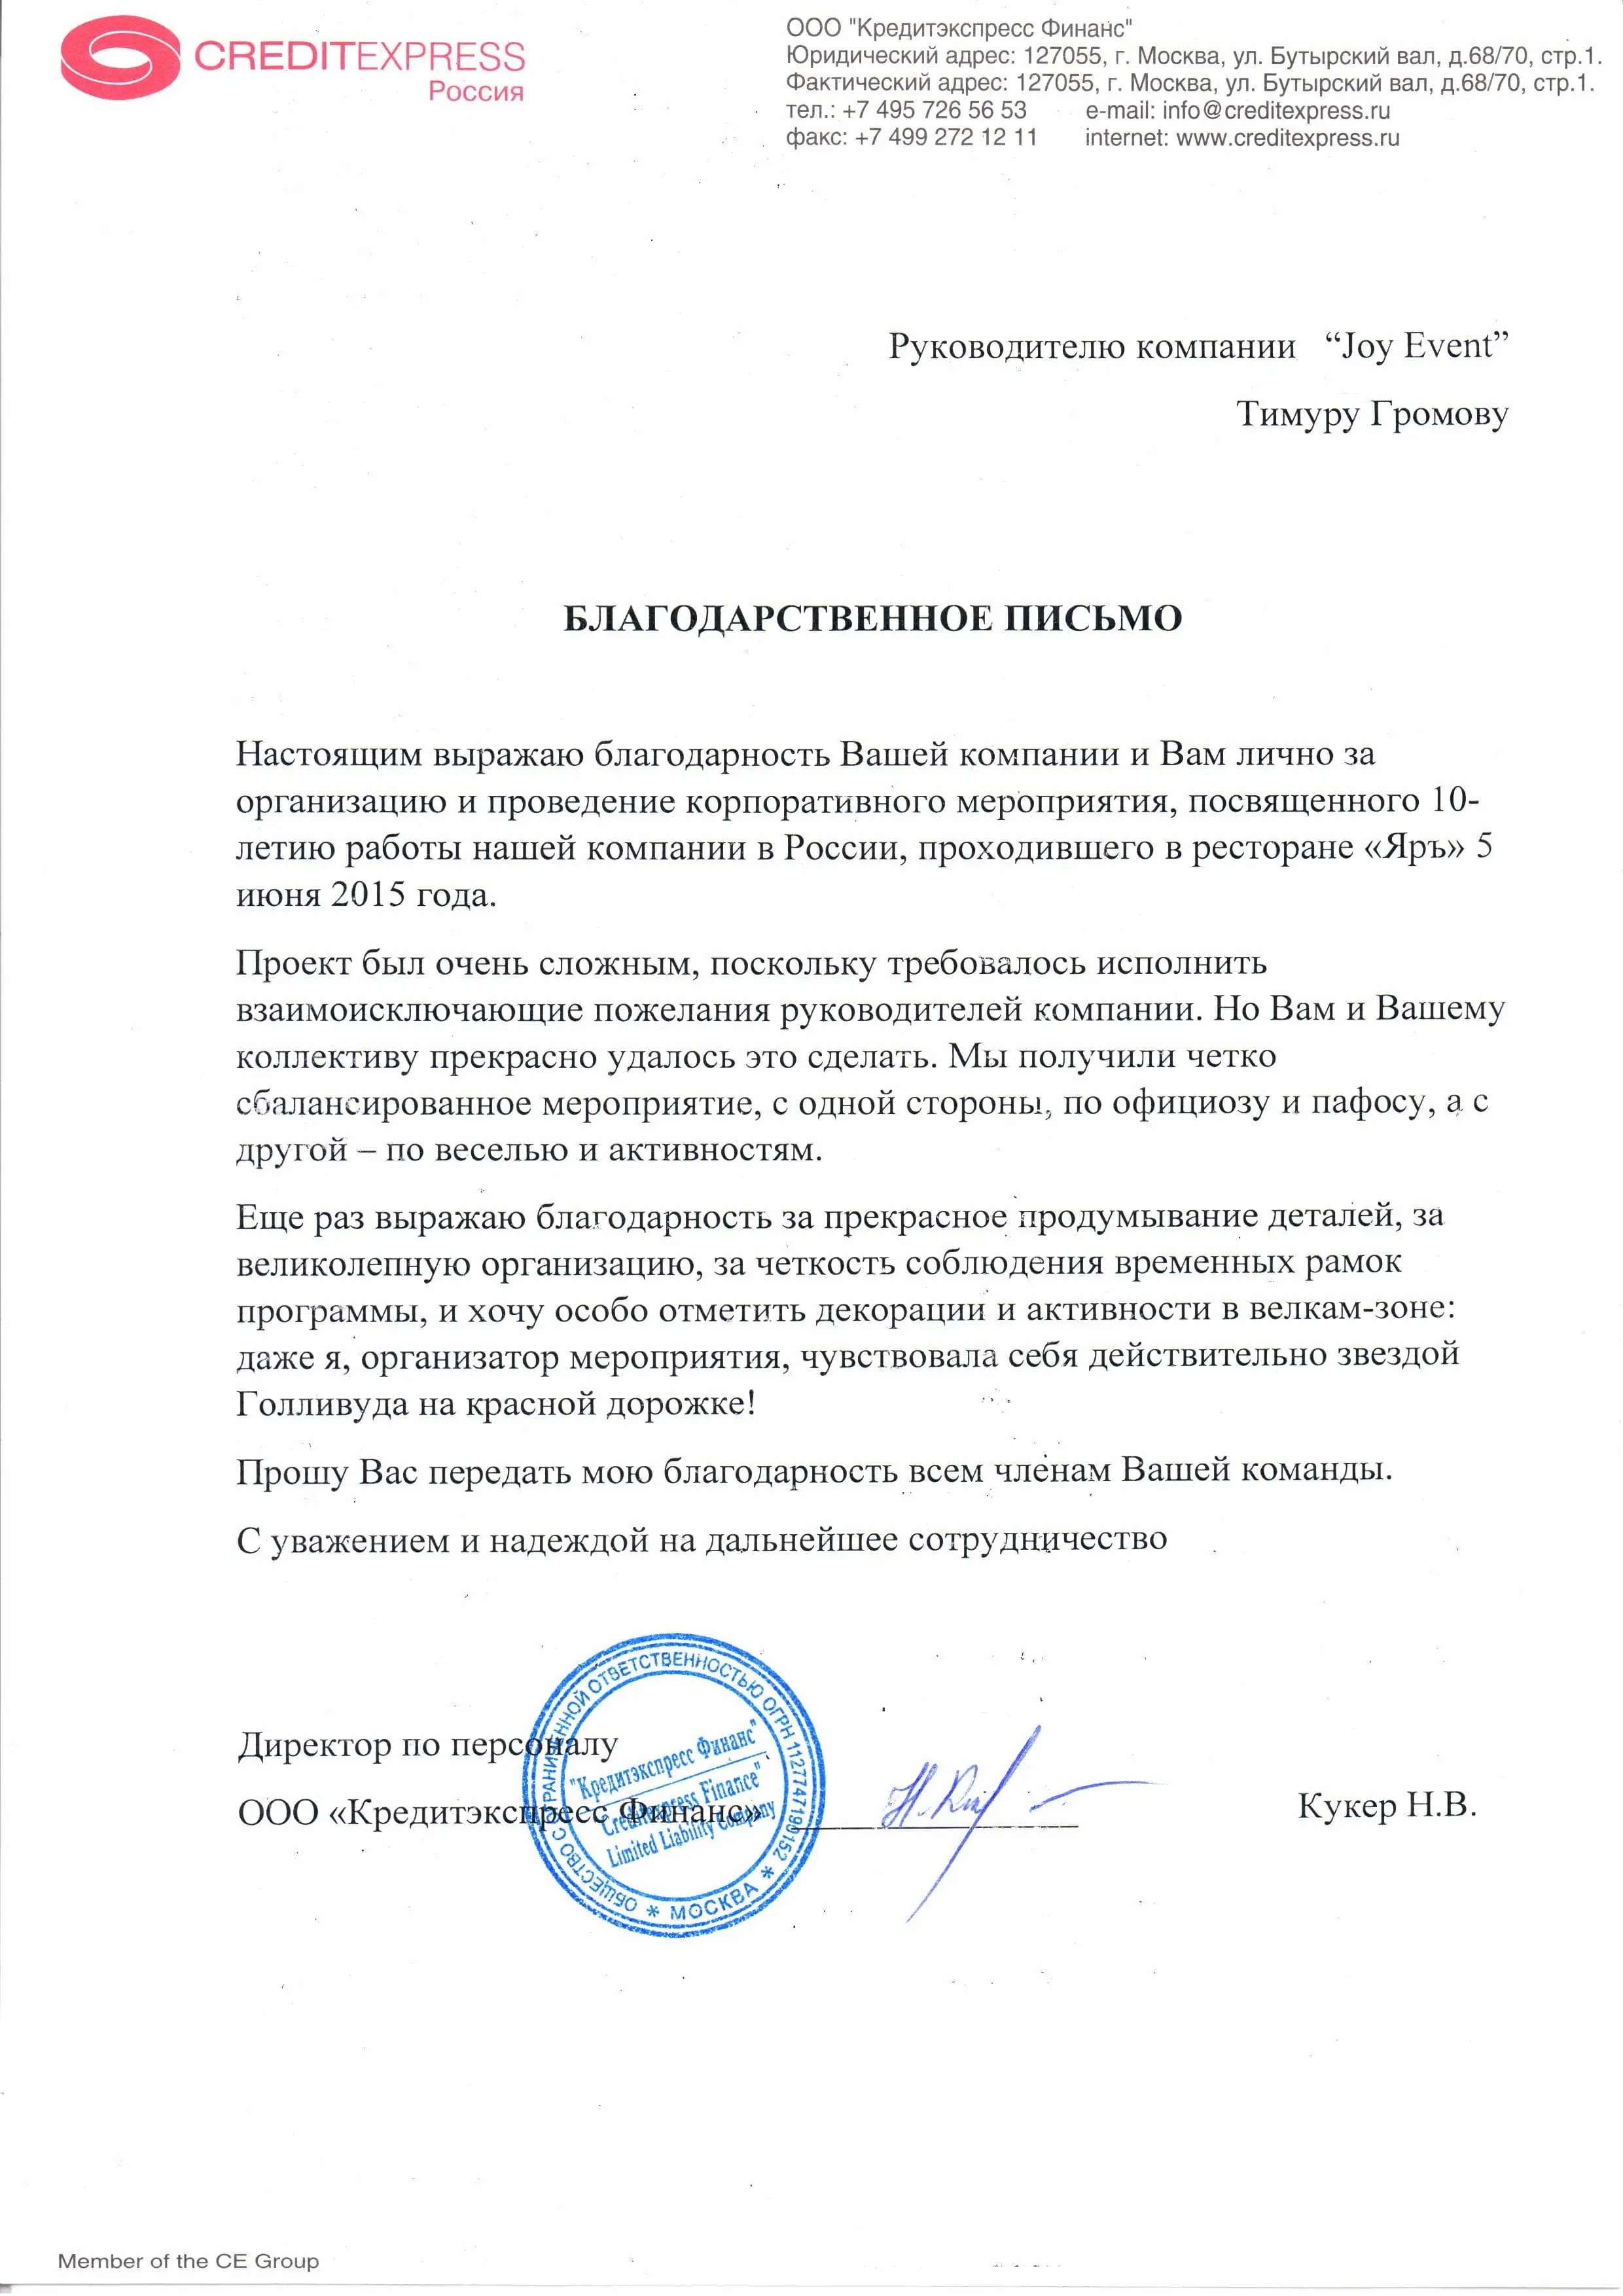 CREDITEXPRESS
Россия
ООО "Кредитэкспресс Финанс"
Юридический адрес: 127055, г. Москва, ул. Бутырский вал, д.68/70, стр.1.
Фактический адрес: 127055, г. Москва, ул. Бутырский вал, д.68/70, стр.1.
тел.: +7 495 726 56 53 e-mail: info@creditexpress.ru
факс: +7 499 272 12 11 internet: www.creditexpress.ru
Руководителю компании “Joy Event”
Тимуру Громову
БЛАГОДАРСТВЕННОЕ ПИСЬМО
Настоящим выражаю благодарность Вашей компании и Вам лично за
организацию и проведение корпоративного мероприятия, посвященного 10-
летию работы нашей компании в России, проходившего в ресторане «Яръ» 5
июня 2015 года.
Проект был очень сложным, поскольку требовалось исполнить
взаимоисключающие пожелания руководителей компании. Но Вам и Вашему
коллективу прекрасно удалось это сделать. Мы получили четко
сбалансированное мероприятие, с одной стороны, по официозу и пафосу, а с
другой – по веселью и активностям.
Еще раз выражаю благодарность за прекрасное продумывание деталей, за
великолепную организацию, за четкость соблюдения временных рамок
программы, и хочу особо отметить декорации и активности в велкам-зоне:
даже я, организатор мероприятия, чувствовала себя действительно звездой
Голливуда на красной дорожке!
Прошу Вас передать мою благодарность всем членам Вашей команды.
С уважением и надеждой на дальнейшее сотрудничество
Директор по персоналу
ООО «Кредитэкспресс Финанс» Кукер Н.В.
ОБЩЕСТВО С ОГРАНИЧЕННОЙ ОТВЕТСТВЕННОСТЬЮ ОГРН 1127747190152
* МОСКВА *
"Кредитэкспресс Финанс"
"Creditexpress Finance"
Limited Liability Company
Member of the CE Group